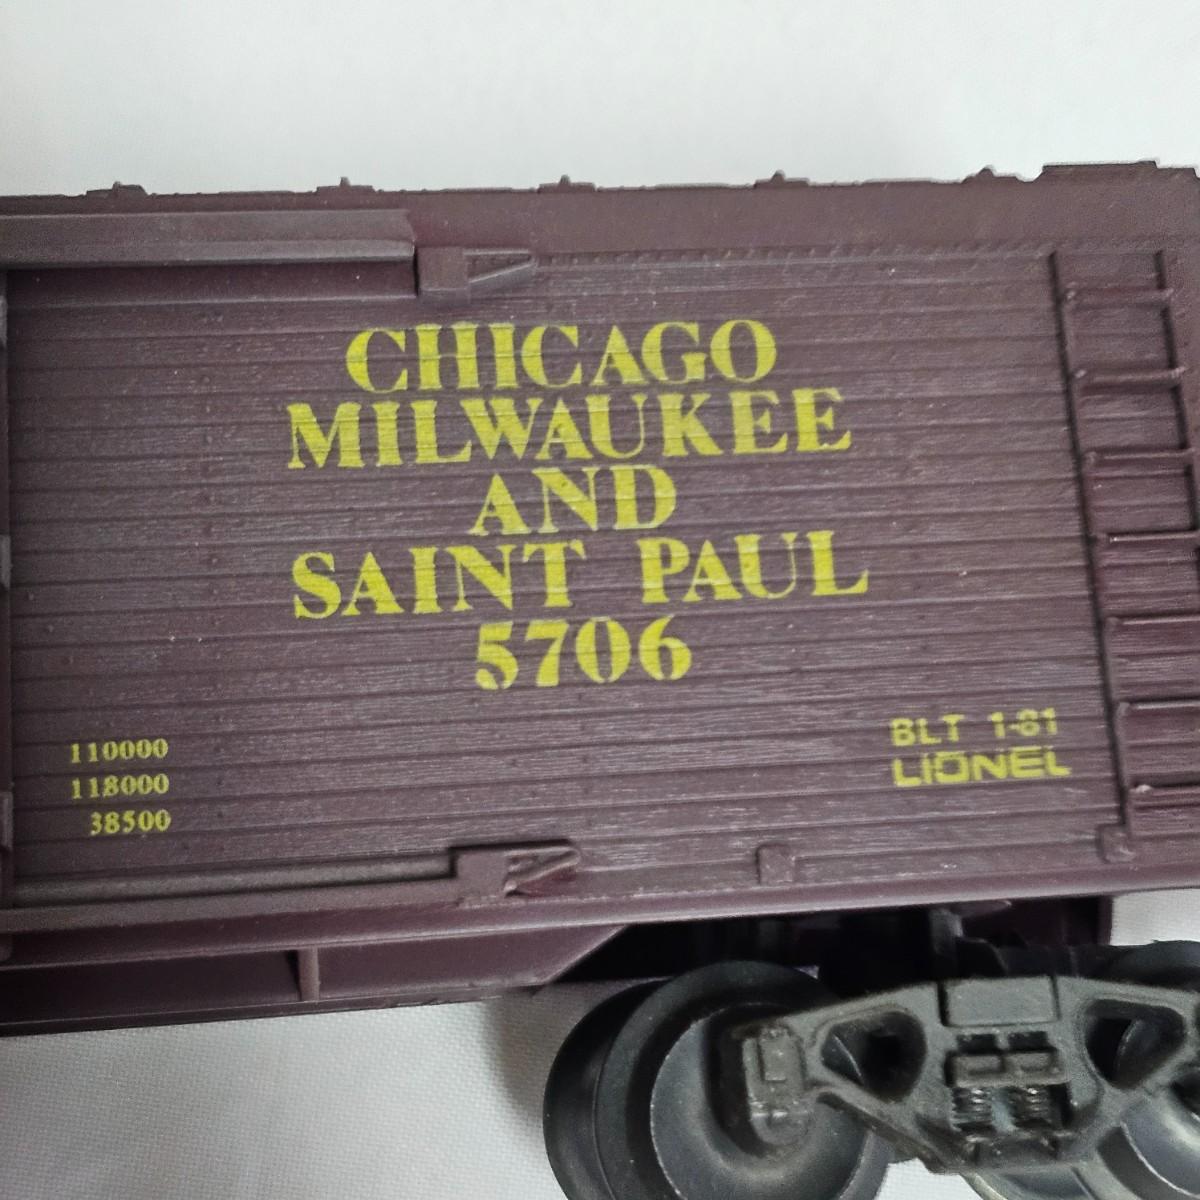 CHICAGO
MILWAUKEE
AND
SAINT PAUL
5706
110000
118000
38500
BLT 1-81
LIONEL